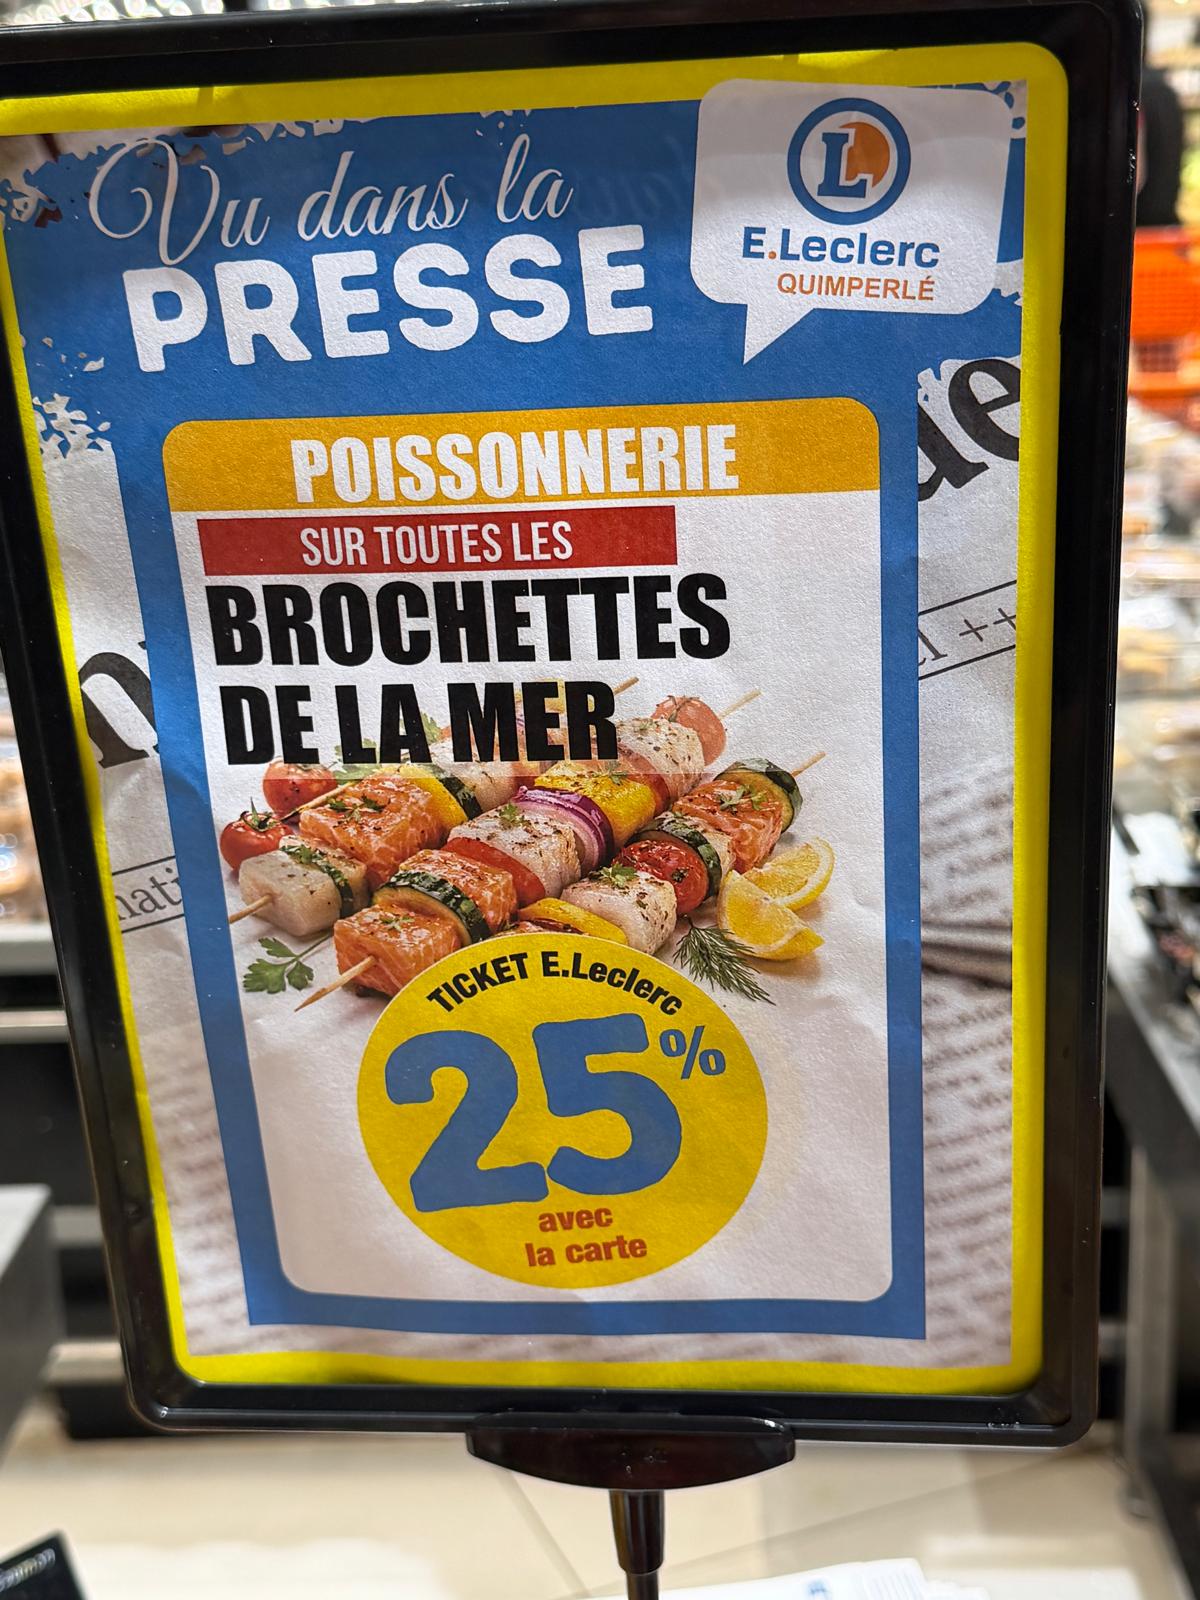 Vu dans la
PRESSE
E.Leclerc
QUIMPERLÉ
POISSONNERIE
SUR TOUTES LES
BROCHETTES
DE LA MER
TICKET E.Leclerc
25%
avec
la carte